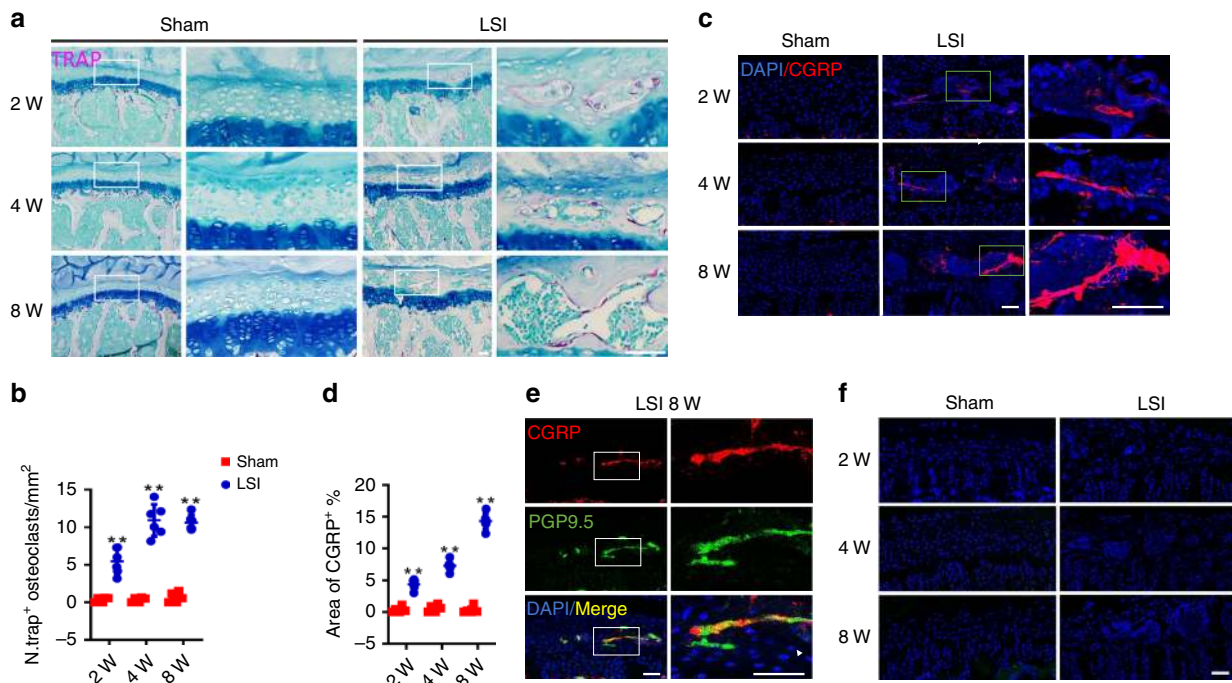 a
Sham
LSI
TRAP
2 W
4 W
8 W
c
Sham
LSI
DAPI/CGRP
2 W
4 W
8 W
b
Sham
LSI
N.trap⁺ osteoclasts/mm²
15
10
5
0
–5
**
**
**
2 W
4 W
8 W
d
Area of CGRP⁺ %
20
15
10
5
0
–5
**
**
**
2 W
4 W
8 W
e
LSI 8 W
CGRP
PGP9.5
DAPI/Merge
f
Sham
LSI
2 W
4 W
8 W